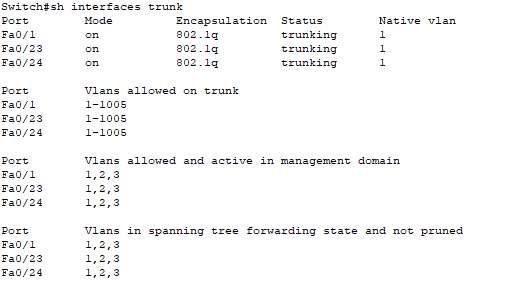 Switch#sh interfaces trunk
Port Mode Encapsulation Status Native vlan
Fa0/1 on 802.1q trunking 1
Fa0/23 on 802.1q trunking 1
Fa0/24 on 802.1q trunking 1
Port Vlans allowed on trunk
Fa0/1 1-1005
Fa0/23 1-1005
Fa0/24 1-1005
Port Vlans allowed and active in management domain
Fa0/1 1,2,3
Fa0/23 1,2,3
Fa0/24 1,2,3
Port Vlans in spanning tree forwarding state and not pruned
Fa0/1 1,2,3
Fa0/23 1,2,3
Fa0/24 1,2,3